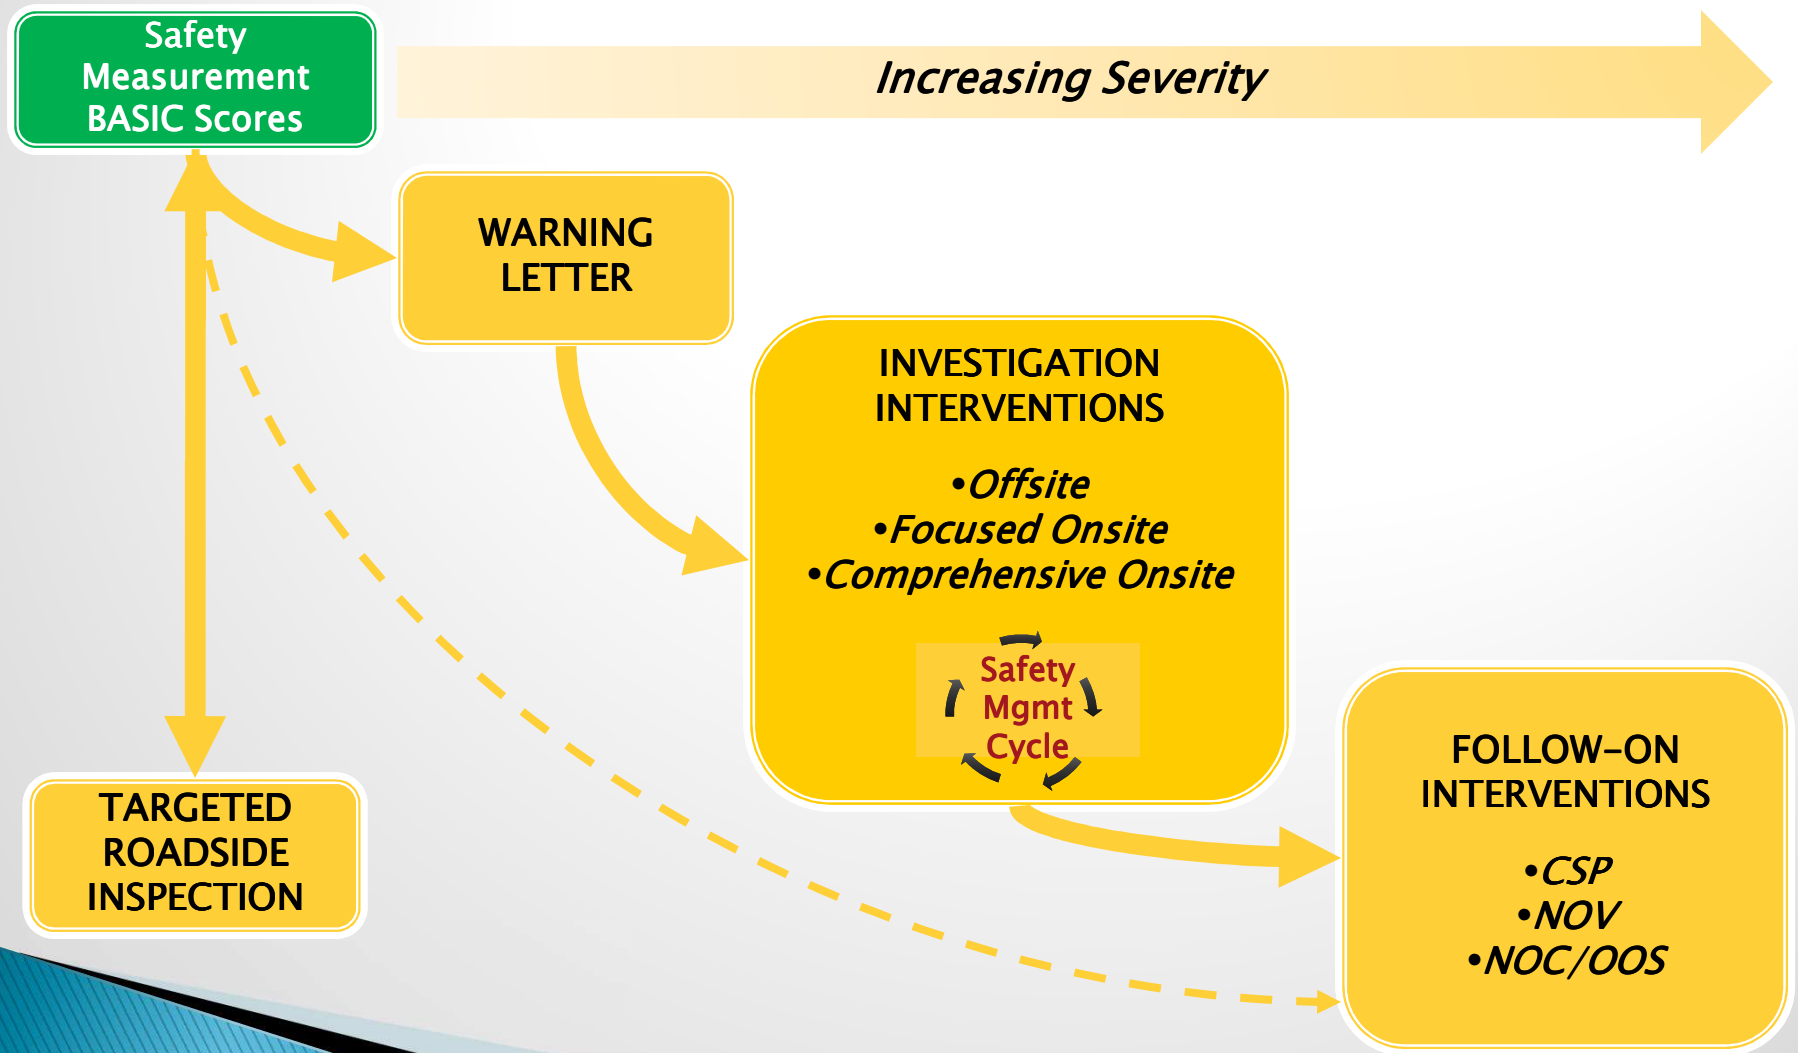 Safety
Measurement
BASIC Scores
Increasing Severity
WARNING
LETTER
INVESTIGATION
INTERVENTIONS
•Offsite
•Focused Onsite
•Comprehensive Onsite
Safety
Mgmt
Cycle
FOLLOW-ON
INTERVENTIONS
•CSP
•NOV
•NOC/OOS
TARGETED
ROADSIDE
INSPECTION